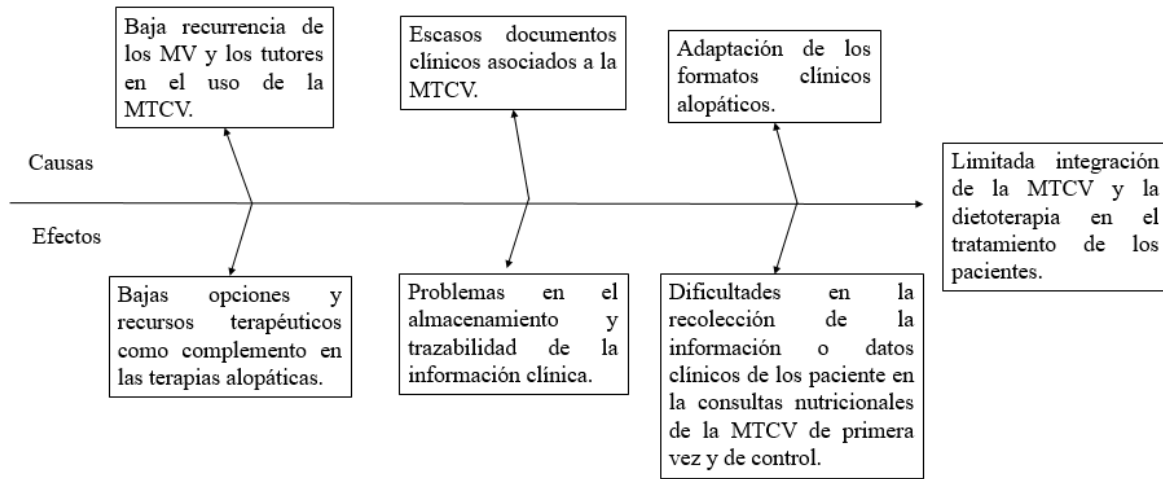 Baja recurrencia de
los MV y los tutores
en el uso de la
MTCV.
Escasos documentos
clínicos asociados a la
MTCV.
Adaptación de los
formatos clínicos
alopáticos.
Causas
Limitada integración
de la MTCV y la
dietoterapia en el
tratamiento de los
pacientes.
Efectos
Bajas opciones y
recursos terapéuticos
como complemento en
las terapias alopáticas.
Problemas en el
almacenamiento y
trazabilidad de la
información clínica.
Dificultades en la
recolección de la
información o datos
clínicos de los paciente en
la consultas nutricionales
de la MTCV de primera
vez y de control.